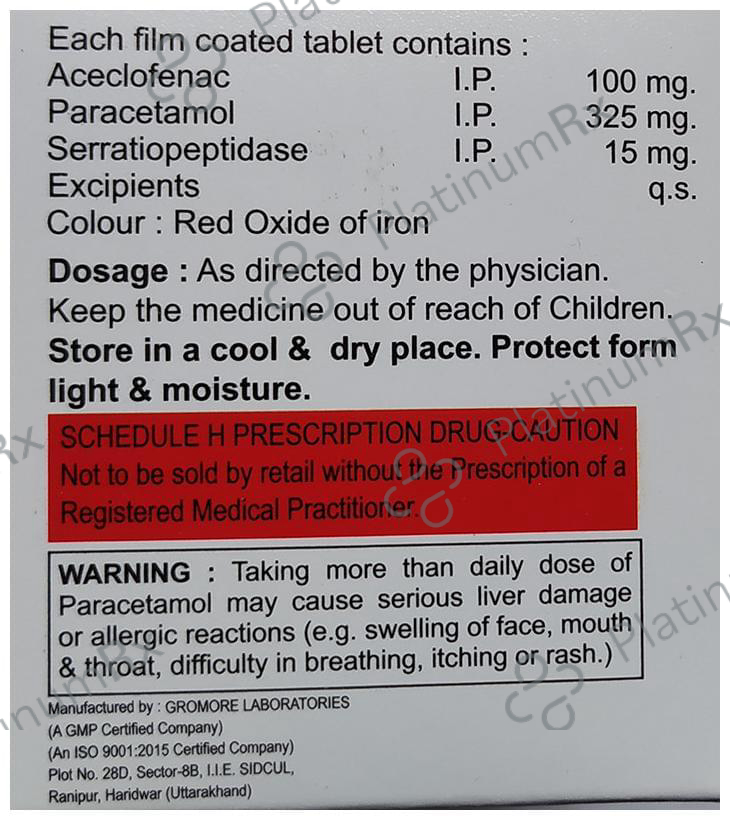 Each film coated tablet contains :
Aceclofenac I.P. 100 mg.
Paracetamol I.P. 325 mg.
Serratiopeptidase I.P. 15 mg.
Excipients q.s.
Colour : Red Oxide of iron
Dosage : As directed by the physician.
Keep the medicine out of reach of Children.
Store in a cool & dry place. Protect form
light & moisture.
SCHEDULE H PRESCRIPTION DRUG-CAUTION
Not to be sold by retail without the Prescription of a
Registered Medical Practitioner.
WARNING : Taking more than daily dose of
Paracetamol may cause serious liver damage
or allergic reactions (e.g. swelling of face, mouth
& throat, difficulty in breathing, itching or rash.)
Manufactured by : GROMORE LABORATORIES
(A GMP Certified Company)
(An ISO 9001:2015 Certified Company)
Plot No. 28D, Sector-8B, I.I.E. SIDCUL,
Ranipur, Haridwar (Uttarakhand)
PlatinumRx
PlatinumRx